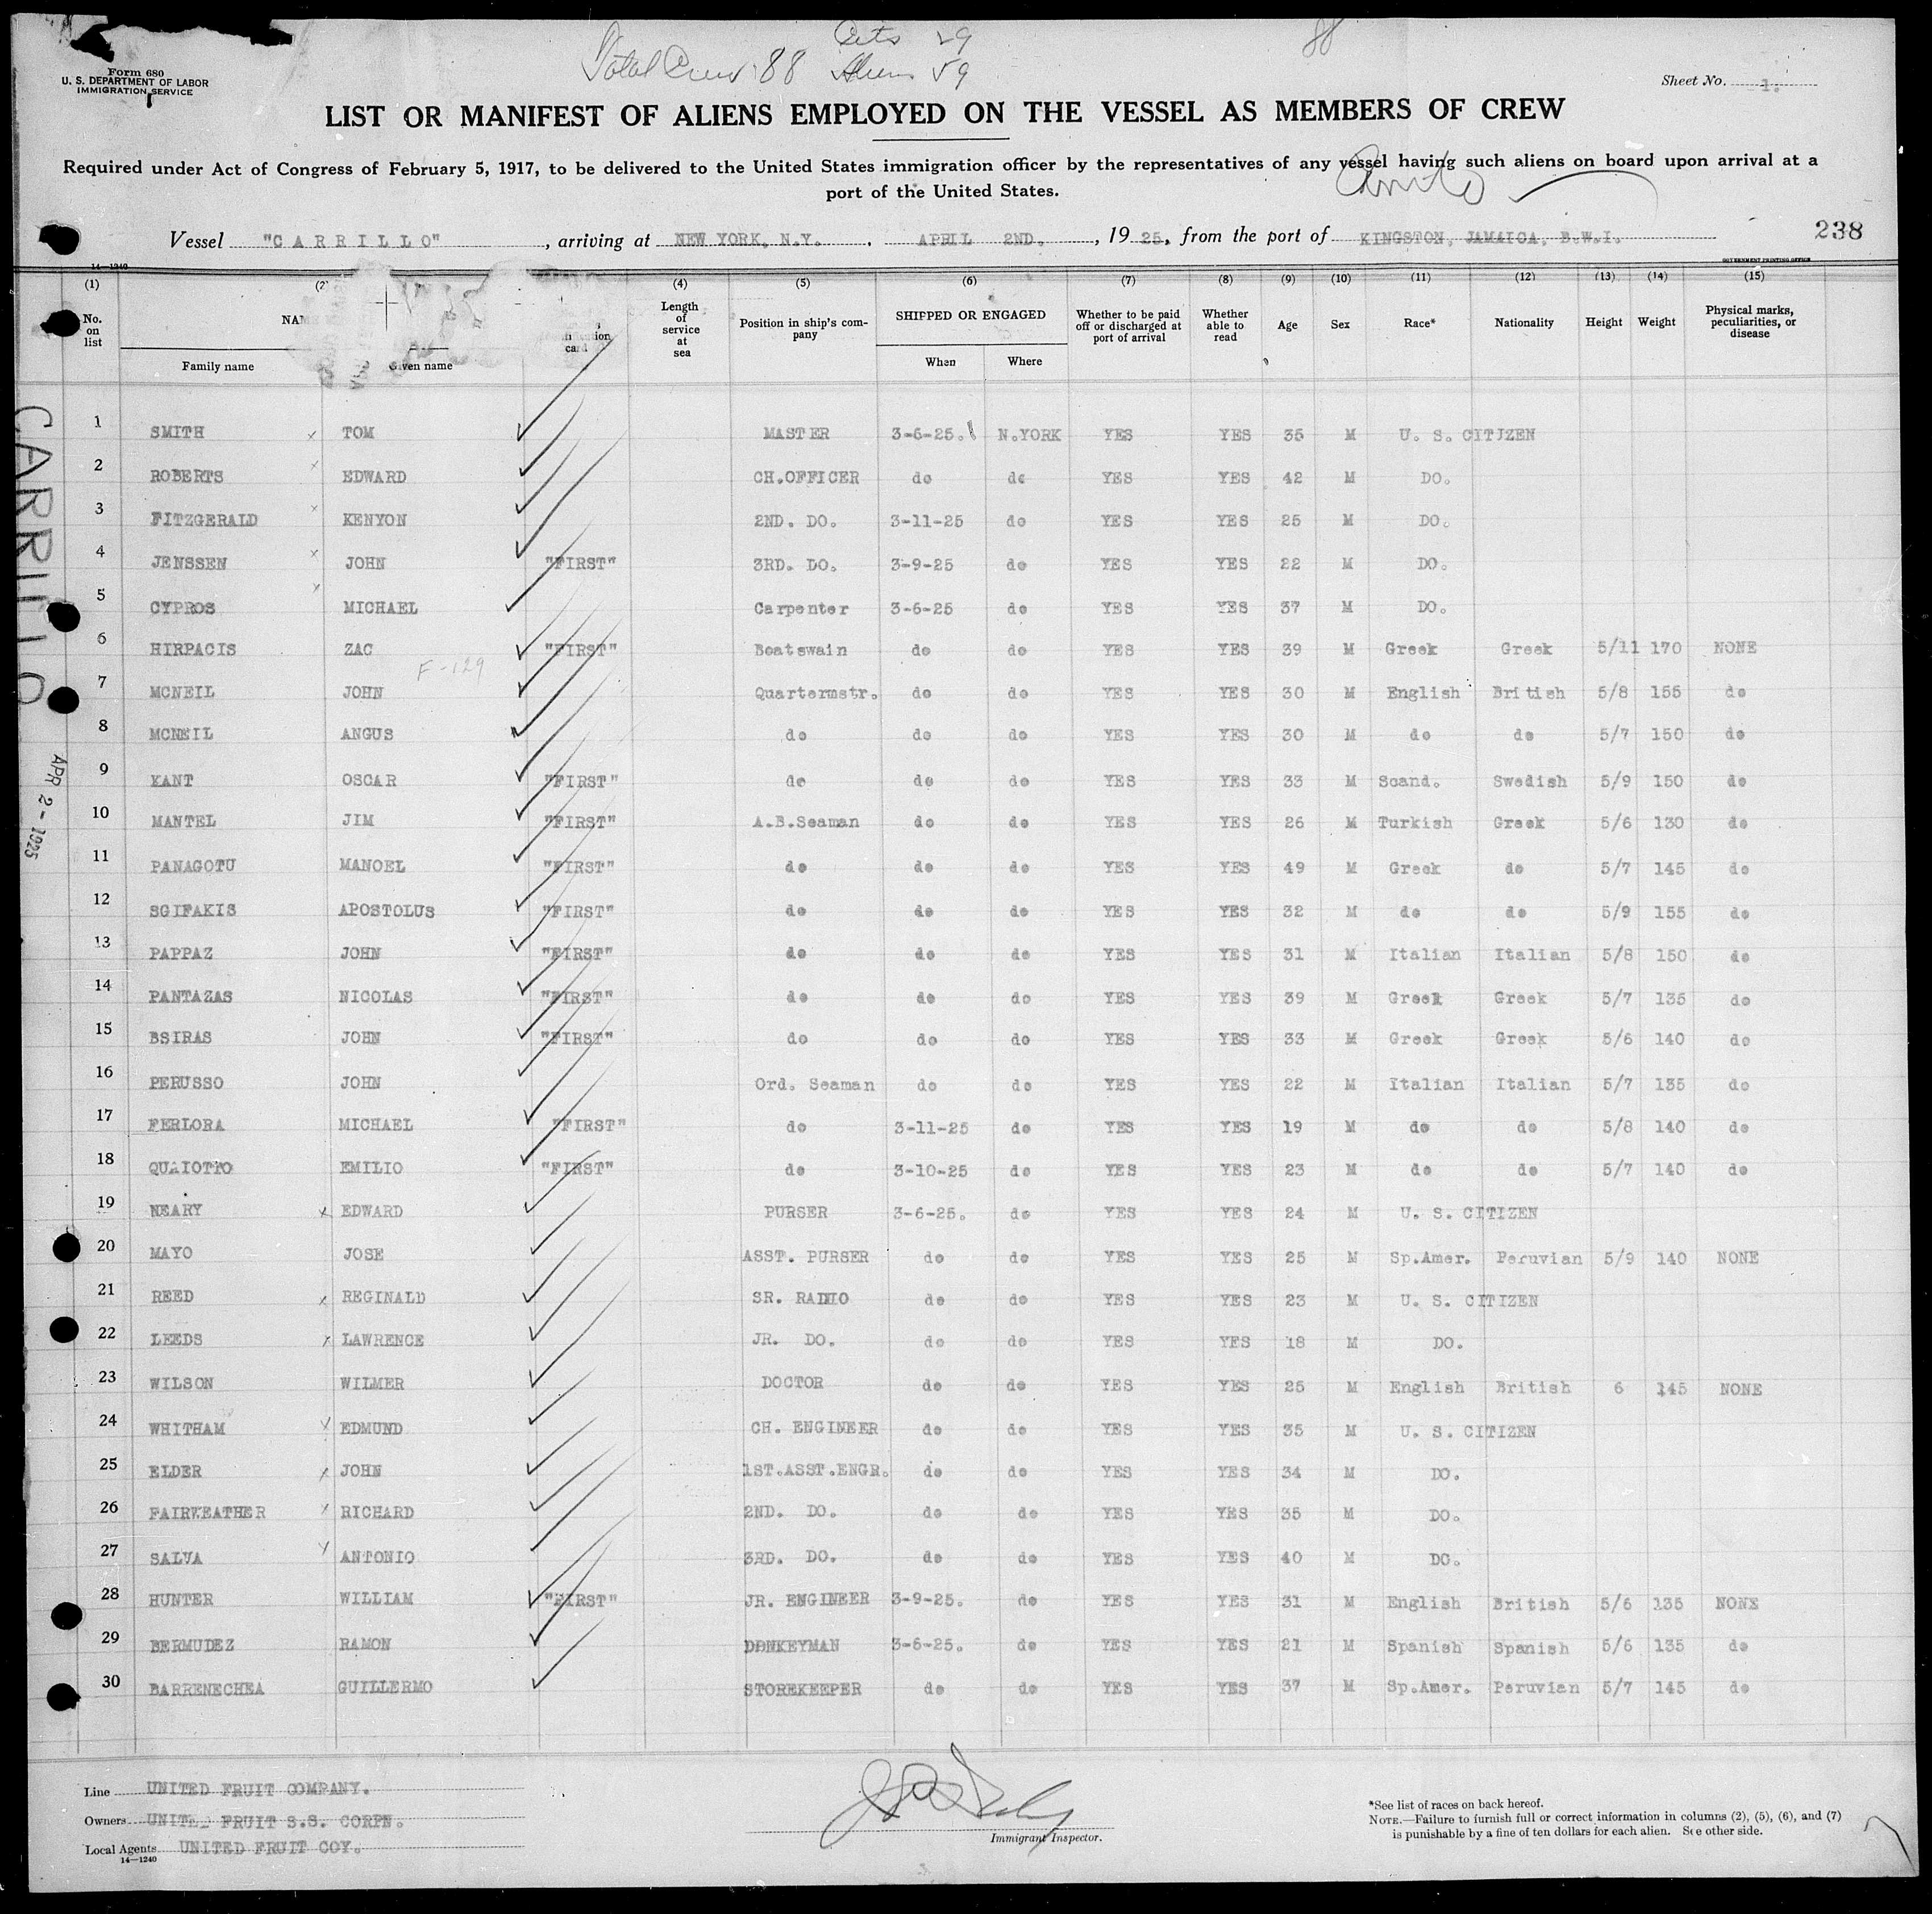 Form 680
U. S. DEPARTMENT OF LABOR
IMMIGRATION SERVICE
Total Crew 88
29
Aliens 59
88
Sheet No. 1.
LIST OR MANIFEST OF ALIENS EMPLOYED ON THE VESSEL AS MEMBERS OF CREW
Required under Act of Congress of February 5, 1917, to be delivered to the United States immigration officer by the representatives of any vessel having such aliens on board upon arrival at a
port of the United States.
Vessel "CARRILLO", arriving at NEW YORK, N.Y., APRIL 2ND., 1925, from the port of KINGSTON, JAMAICA, B.W.I.
238
14—1240
GOVERNMENT PRINTING OFFICE
(1) (2) (4) (5) (6) (7) (8) (9) (10) (11) (12) (13) (14) (15)
No. on list
Family name Given name
card
Length of service at sea
Position in ship's company
SHIPPED OR ENGAGED
When Where
Whether to be paid off or discharged at port of arrival
Whether able to read
Age Sex Race* Nationality Height Weight
Physical marks, peculiarities, or disease
1 SMITH TOM MASTER 3-6-25. N.YORK YES YES 35 M U. S. CITJZEN
2 ROBERTS EDWARD CH.OFFICER do do YES YES 42 M DO.
3 FITZGERALD KENYON 2ND. DO. 3-11-25 do YES YES 25 M DO.
4 JENSSEN JOHN "FIRST" 3RD. DO. 3-9-25 do YES YES 22 M DO.
5 CYPROS MICHAEL Carpenter 3-6-25 do YES YES 37 M DO.
6 HIRPACIS ZAC "FIRST" Boatswain do do YES YES 39 M Greek Greek 5/11 170 NONE
F-129
7 MCNEIL JOHN Quartermstr. do do YES YES 30 M English British 5/8 155 do
8 MCNEIL ANGUS do do do YES YES 30 M do do 5/7 150 do
9 KANT OSCAR "FIRST" do do do YES YES 33 M Scand. Swedish 5/9 150 do
10 MANTEL JIM "FIRST" A.B.Seaman do do YES YES 26 M Turkish Greek 5/6 130 do
11 PANAGOTU MANOEL "FIRST" do do do YES YES 49 M Greek do 5/7 145 do
12 SGIFAKIS APOSTOLUS "FIRST" do do do YES YES 32 M do do 5/9 155 do
13 PAPPAZ JOHN "FIRST" do do do YES YES 31 M Italian Italian 5/8 150 do
14 PANTAZAS NICOLAS "FIRST" do do do YES YES 39 M Greek Greek 5/7 135 do
15 BSIRAS JOHN "FIRST" do do do YES YES 33 M Greek Greek 5/6 140 do
16 PERUSSO JOHN Ord. Seaman do do YES YES 22 M Italian Italian 5/7 135 do
17 FERLORA MICHAEL "FIRST" do 3-11-25 do YES YES 19 M do do 5/8 140 do
18 QUAIOTTO EMILIO "FIRST" do 3-10-25 do YES YES 23 M do do 5/7 140 do
19 NEARY EDWARD PURSER 3-6-25. do YES YES 24 M U. S. CITIZEN
20 MAYO JOSE ASST. PURSER do do YES YES 25 M Sp.Amer. Peruvian 5/9 140 NONE
21 REED REGINALD SR. RADIO do do YES YES 23 M U. S. CITIZEN
22 LEEDS LAWRENCE JR. DO. do do YES YES 18 M DO.
23 WILSON WILMER DOCTOR do do YES YES 25 M English British 6 145 NONE
24 WHITHAM EDMUND CH. ENGINEER do do YES YES 35 M U. S. CITIZEN
25 ELDER JOHN 1ST.ASST.ENGR. do do YES YES 34 M DO.
26 FAIRWEATHER RICHARD 2ND. DO. do do YES YES 35 M DO.
27 SALVA ANTONIO 3RD. DO. do do YES YES 40 M DO.
28 HUNTER WILLIAM "FIRST" JR. ENGINEER 3-9-25. do YES YES 31 M English British 5/6 135 NONE
29 BERMUDEZ RAMON DONKEYMAN 3-6-25. do YES YES 21 M Spanish Spanish 5/6 135 do
30 BARRENECHEA GUILLERMO STOREKEEPER do do YES YES 37 M Sp.Amer. Peruvian 5/7 145 do
CARRILLO
APR 2 - 1925
Line UNITED FRUIT COMPANY.
Owners UNITED FRUIT S.S. CORPN.
Local Agents UNITED FRUIT COY.
14—1240
Immigrant Inspector.
*See list of races on back hereof.
NOTE.—Failure to furnish full or correct information in columns (2), (5), (6), and (7)
is punishable by a fine of ten dollars for each alien. See other side.